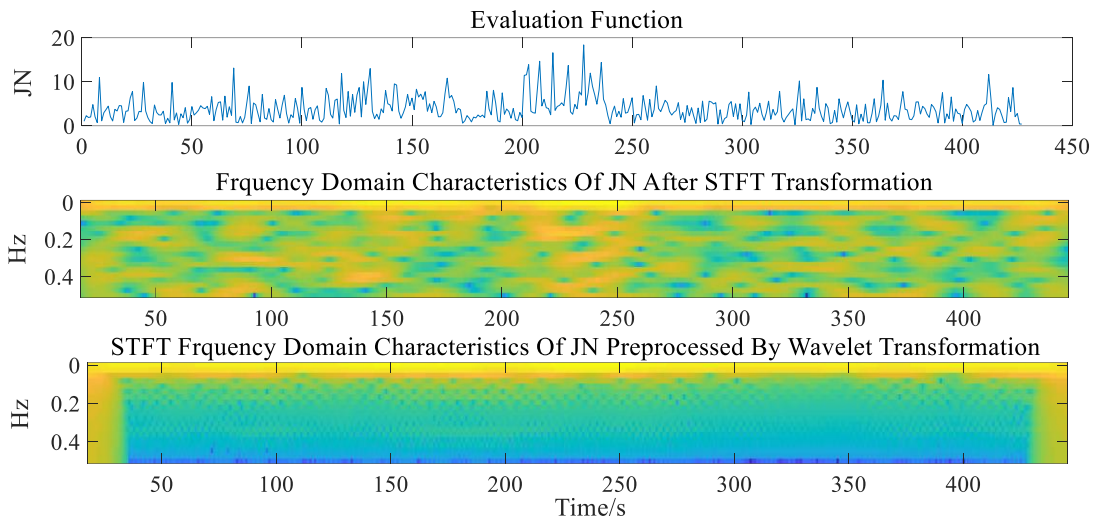 Evaluation Function
20
10
0
JN
0 50 100 150 200 250 300 350 400 450
Frquency Domain Characteristics Of JN After STFT Transformation
0
0.2
0.4
Hz
50 100 150 200 250 300 350 400
STFT Frquency Domain Characteristics Of JN Preprocessed By Wavelet Transformation
0
0.2
0.4
Hz
50 100 150 200 250 300 350 400
Time/s